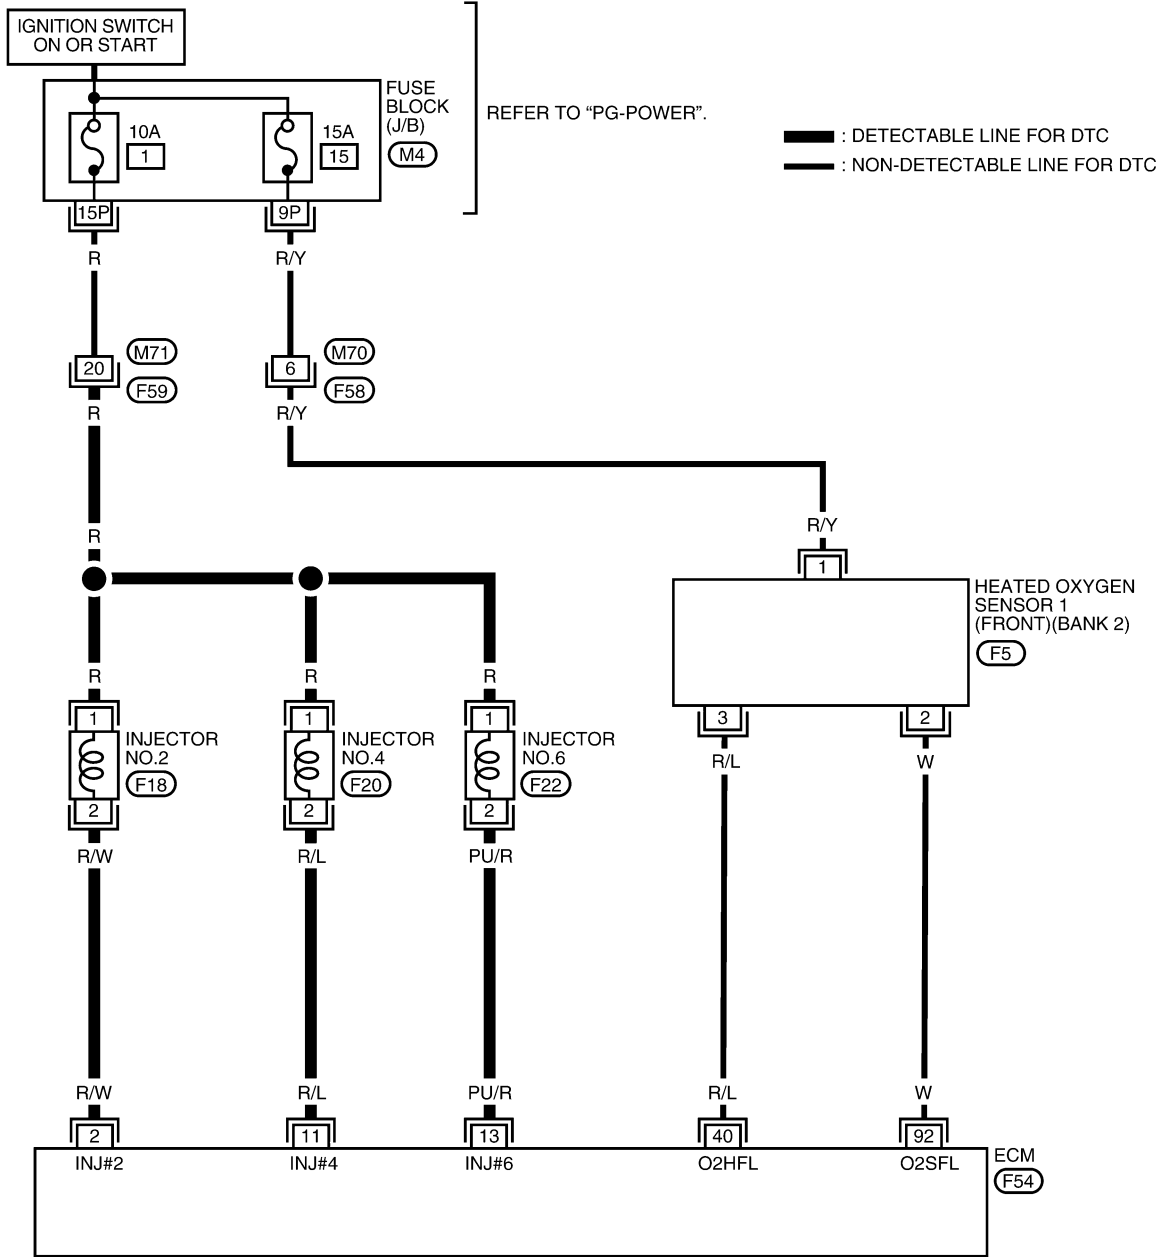 IGNITION SWITCH
ON OR START
FUSE
BLOCK
(J/B)
M4
10A
1
15A
15
REFER TO “PG-POWER”.
: DETECTABLE LINE FOR DTC
: NON-DETECTABLE LINE FOR DTC
15P
9P
R
R/Y
20
M71
F59
6
M70
F58
R
R/Y
R
R/Y
1
HEATED OXYGEN
SENSOR 1
(FRONT)(BANK 2)
F5
R
R
R
1
1
1
3
2
INJECTOR
NO.2
F18
INJECTOR
NO.4
F20
INJECTOR
NO.6
F22
R/L
W
2
2
2
R/W
R/L
PU/R
R/W
R/L
PU/R
R/L
W
2
11
13
40
92
INJ#2
INJ#4
INJ#6
O2HFL
O2SFL
ECM
F54